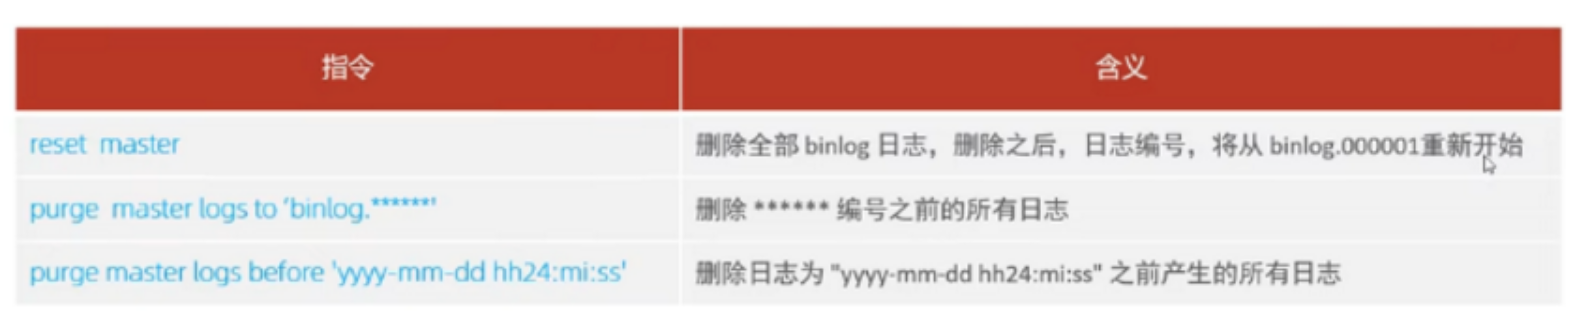 指令
含义
reset  master
删除全部 binlog 日志，删除之后，日志编号，将从 binlog.000001重新开始
purge  master logs to ‘binlog.******’
删除 ****** 编号之前的所有日志
purge master logs before 'yyyy-mm-dd hh24:mi:ss'
删除日志为 "yyyy-mm-dd hh24:mi:ss" 之前产生的所有日志